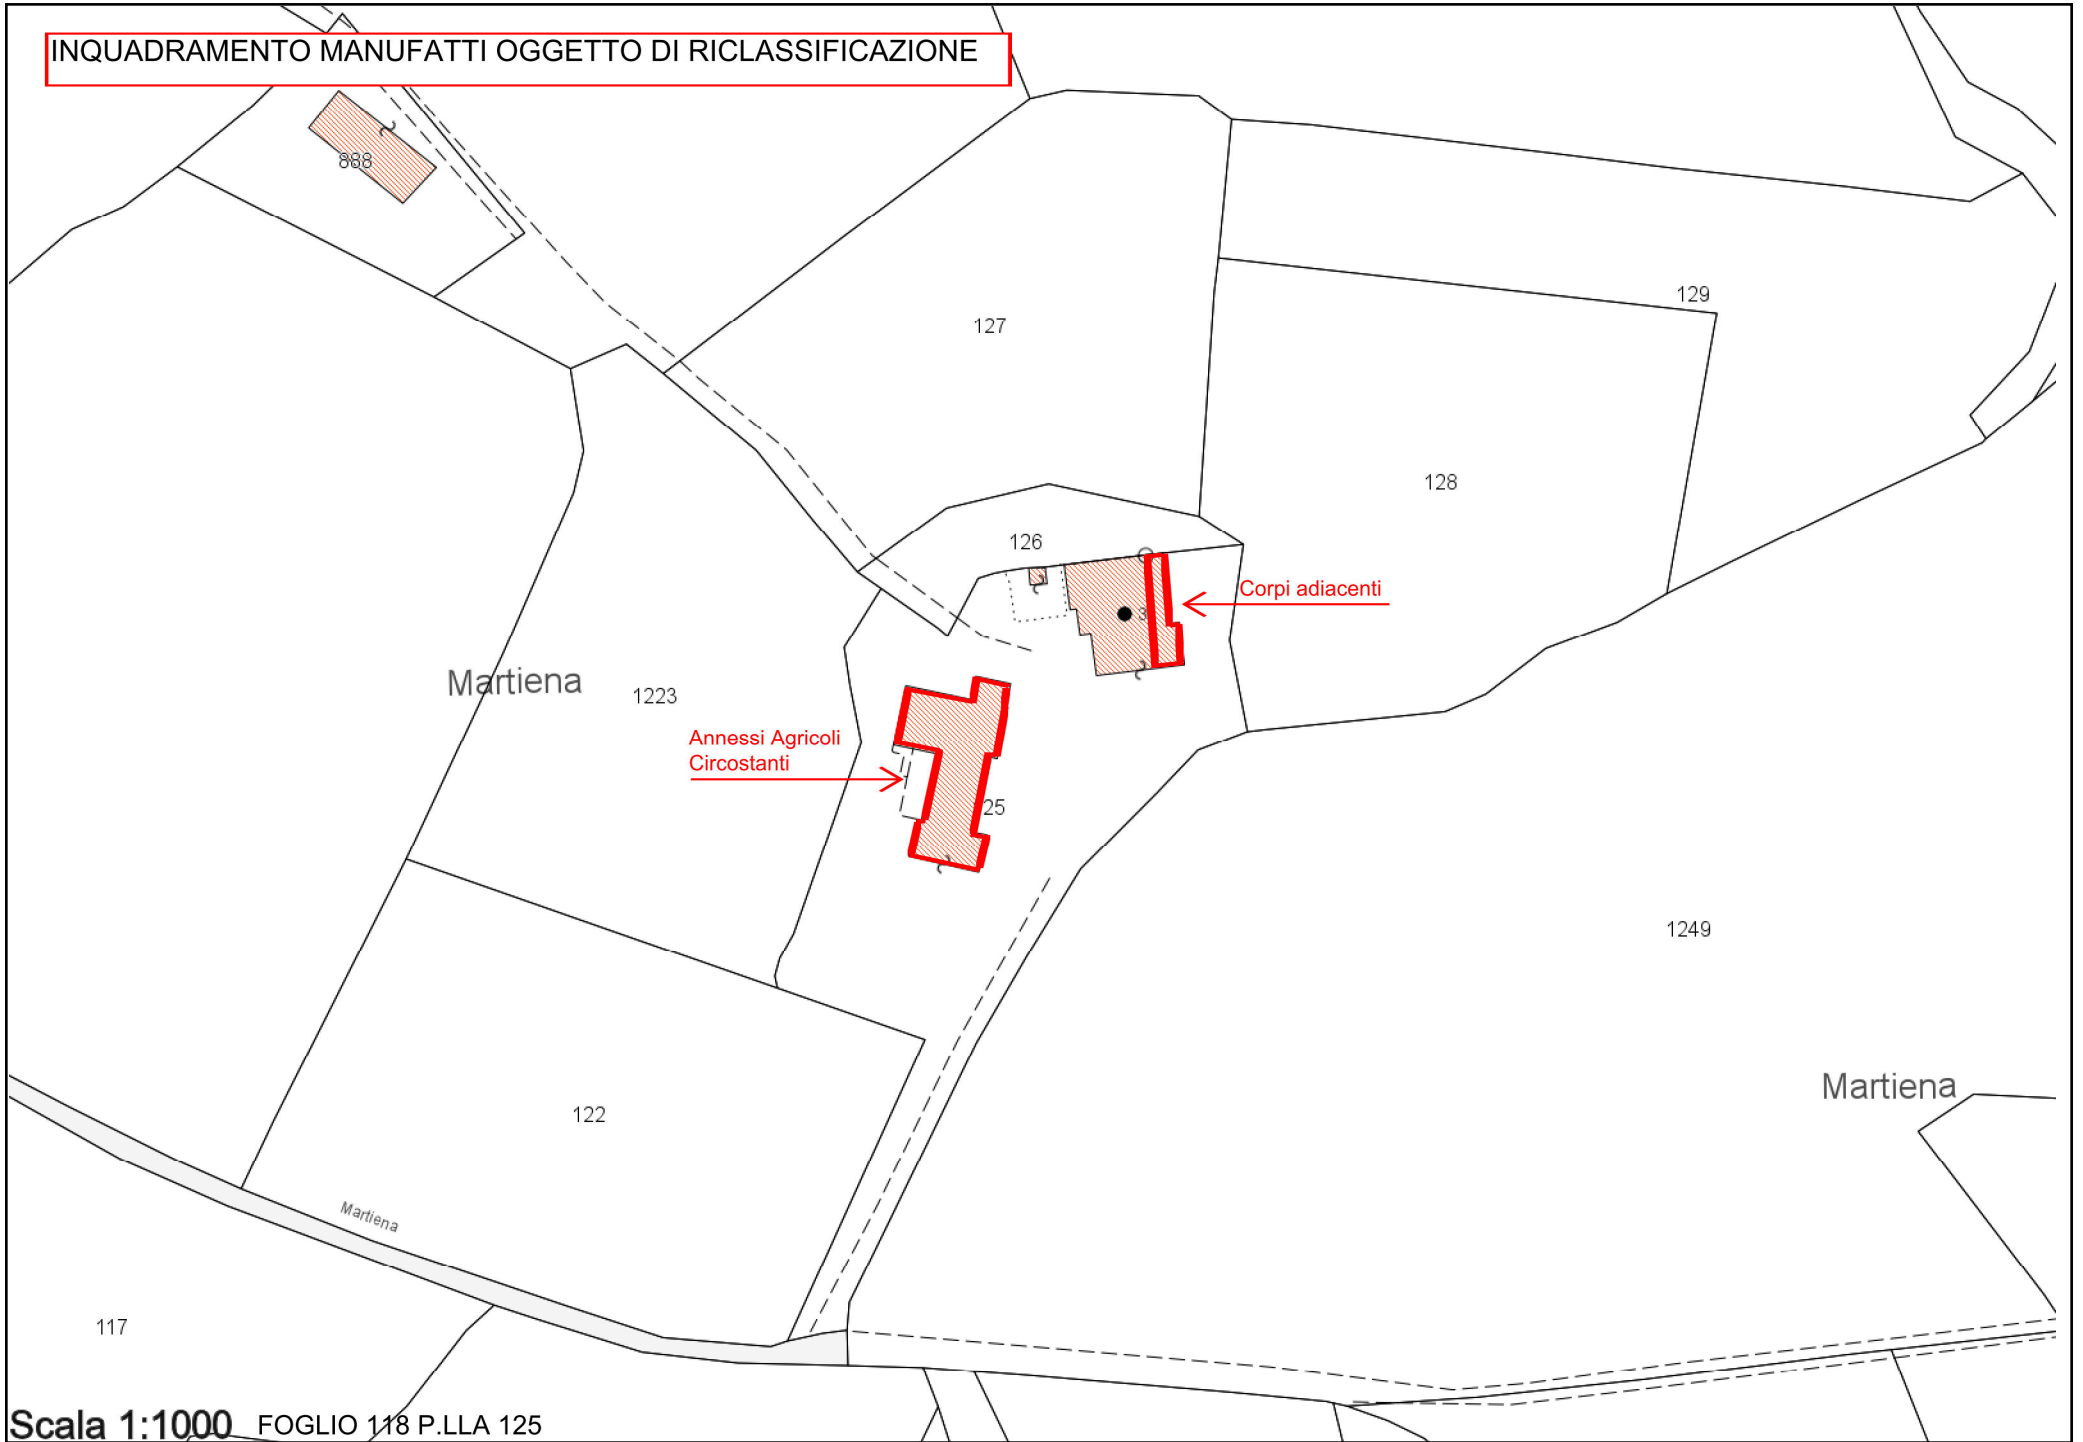 INQUADRAMENTO MANUFATTI OGGETTO DI RICLASSIFICAZIONE
888
129
127
128
126
Corpi adiacenti
3
Martiena
1223
Annessi Agricoli
Circostanti
25
1249
Martiena
122
Martiena
117
Scala 1:1000 FOGLIO 118 P.LLA 125